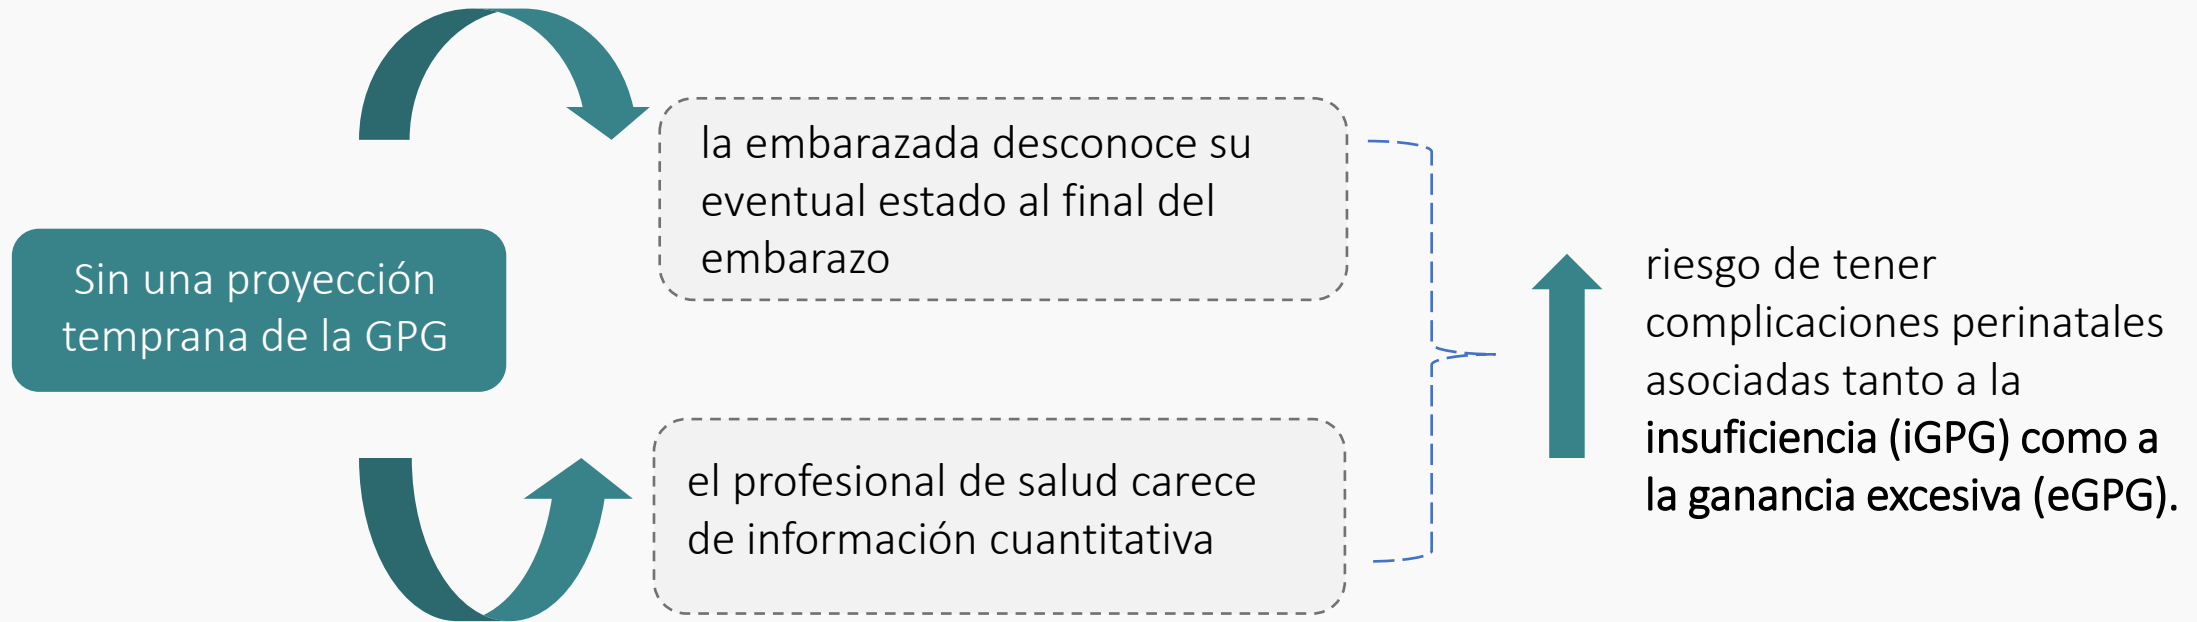 Sin una proyección
temprana de la GPG
la embarazada desconoce su
eventual estado al final del
embarazo
el profesional de salud carece
de información cuantitativa
riesgo de tener
complicaciones perinatales
asociadas tanto a la
insuficiencia (iGPG) como a
la ganancia excesiva (eGPG).